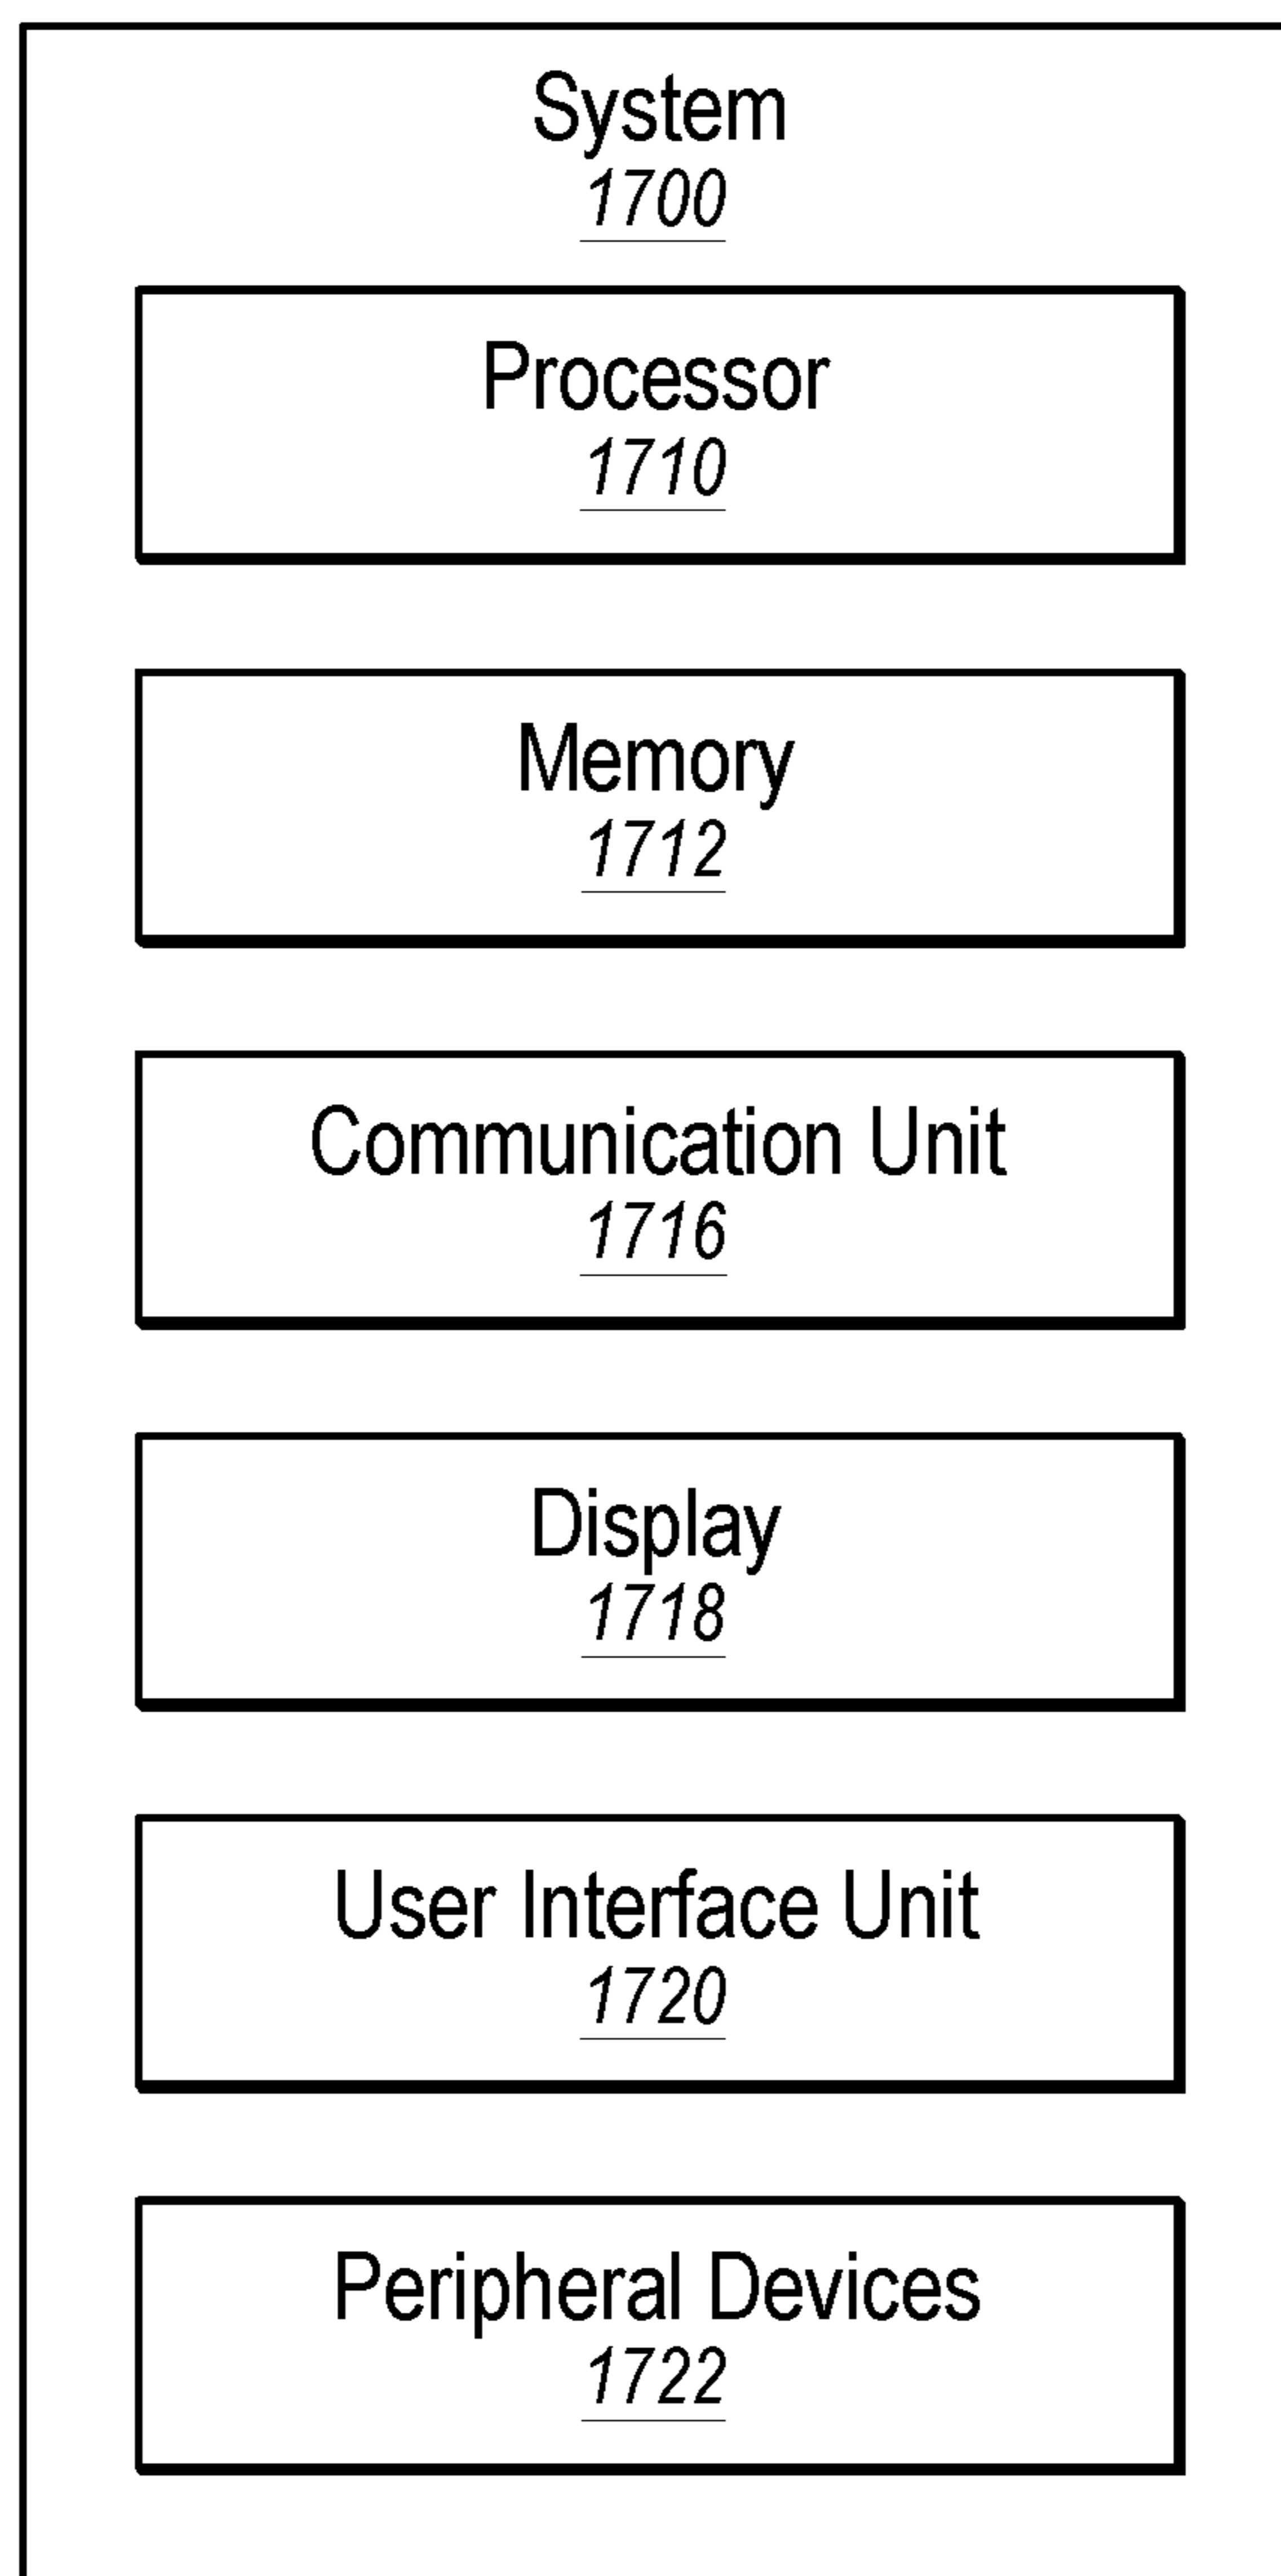 System
1700
Processor
1710
Memory
1712
Communication Unit
1716
Display
1718
User Interface Unit
1720
Peripheral Devices
1722